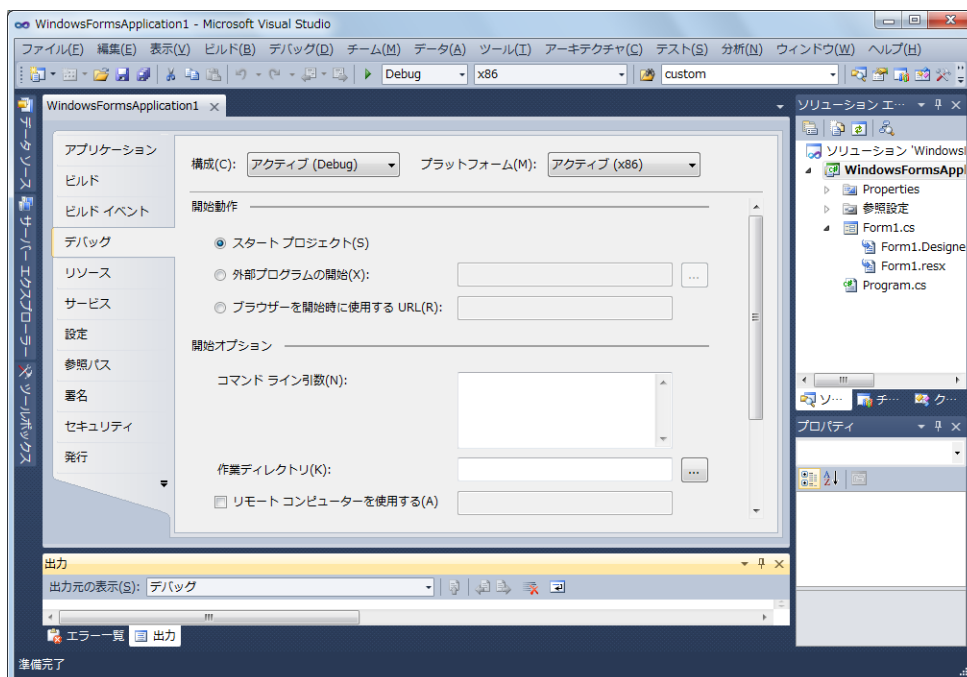 WindowsFormsApplication1 - Microsoft Visual Studio
ファイル(F) 編集(E) 表示(V) ビルド(B) デバッグ(D) チーム(M) データ(A) ツール(T) アーキテクチャ(C) テスト(S) 分析(N) ウィンドウ(W) ヘルプ(H)
Debug x86 custom
データ ソース
サーバー エクスプローラー
ツールボックス
WindowsFormsApplication1
アプリケーション
ビルド
ビルド イベント
デバッグ
リソース
サービス
設定
参照パス
署名
セキュリティ
発行
構成(C): アクティブ (Debug) プラットフォーム(M): アクティブ (x86)
開始動作
スタート プロジェクト(S)
外部プログラムの開始(X): ...
ブラウザーを開始時に使用する URL(R):
開始オプション
コマンド ライン引数(N):
作業ディレクトリ(K): ...
リモート コンピューターを使用する(A)
ソリューション エ…
ソリューション 'Windowsl
WindowsFormsAppl
Properties
参照設定
Form1.cs
Form1.Designe
Form1.resx
Program.cs
ソ… チ… ク…
プロパティ
出力
出力元の表示(S): デバッグ
エラー一覧 出力
準備完了